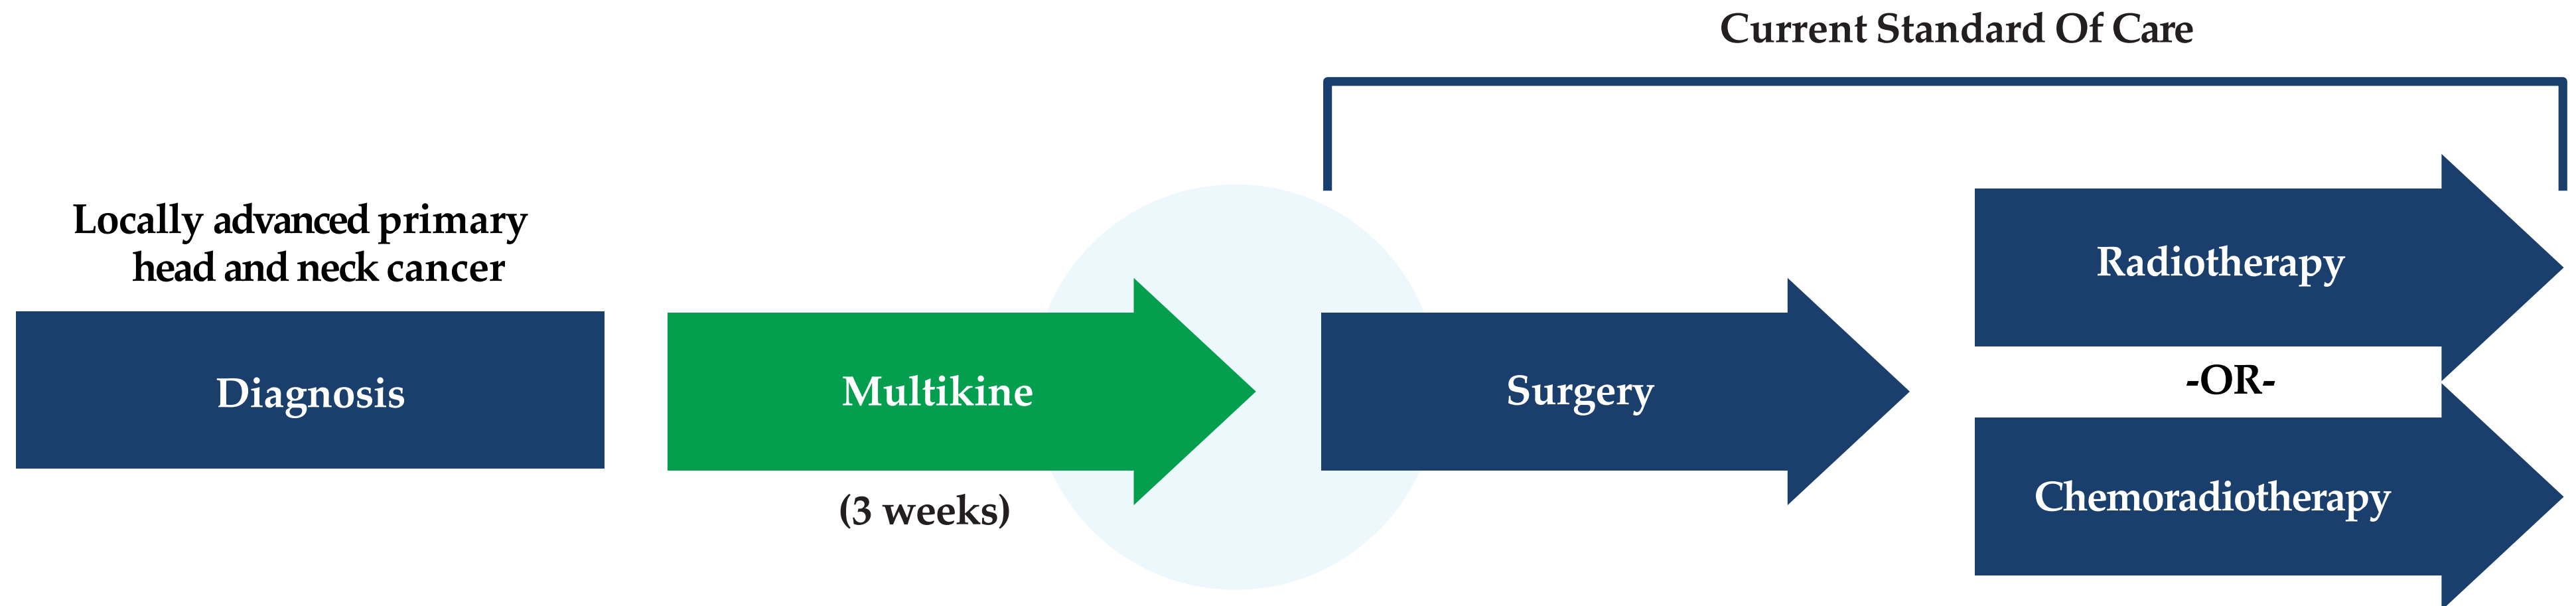 Current Standard Of Care
Locally advanced primary
head and neck cancer
Diagnosis
Multikine
(3 weeks)
Surgery
Radiotherapy
-OR-
Chemoradiotherapy